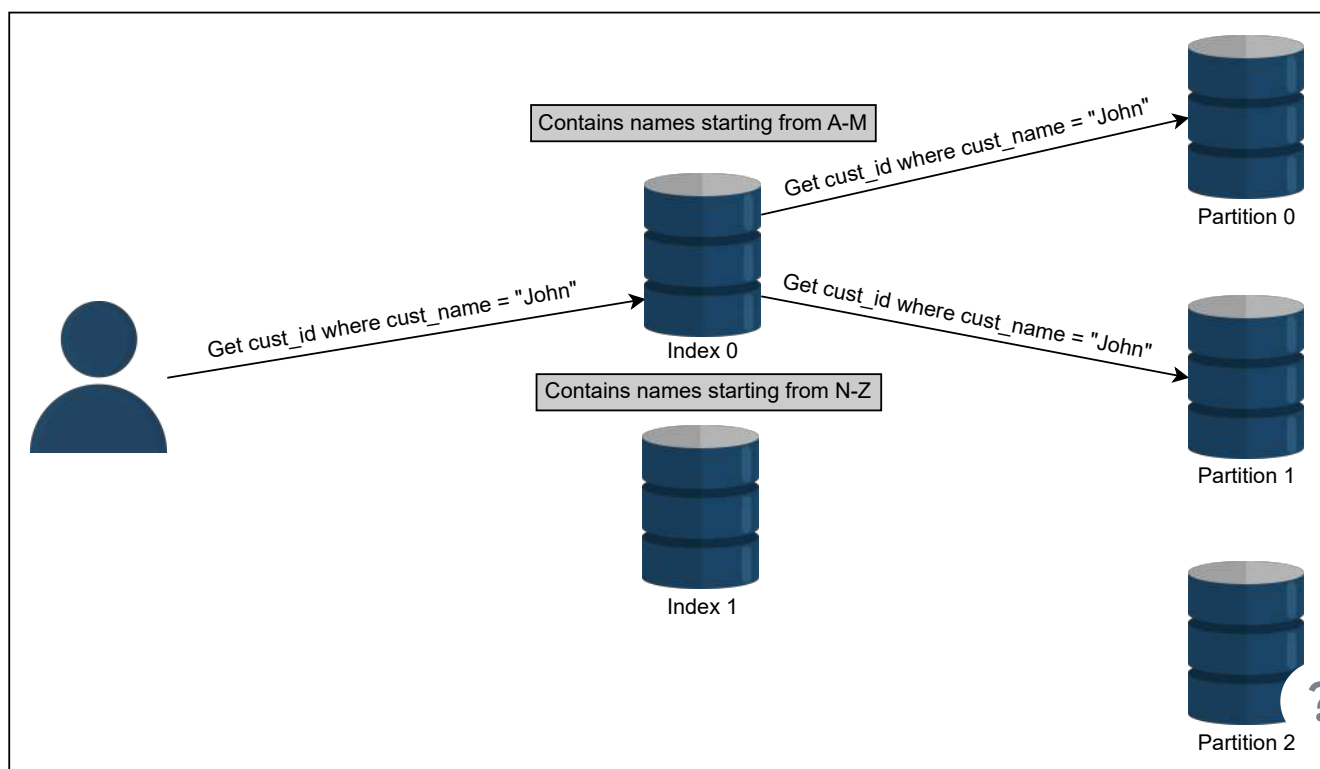 Contains names starting from A-M
Get cust_id where cust_name = "John"
Partition 0
Get cust_id where cust_name = "John"
Get cust_id where cust_name = "John"
Index 0
Contains names starting from N-Z
Partition 1
Index 1
Partition 2
?